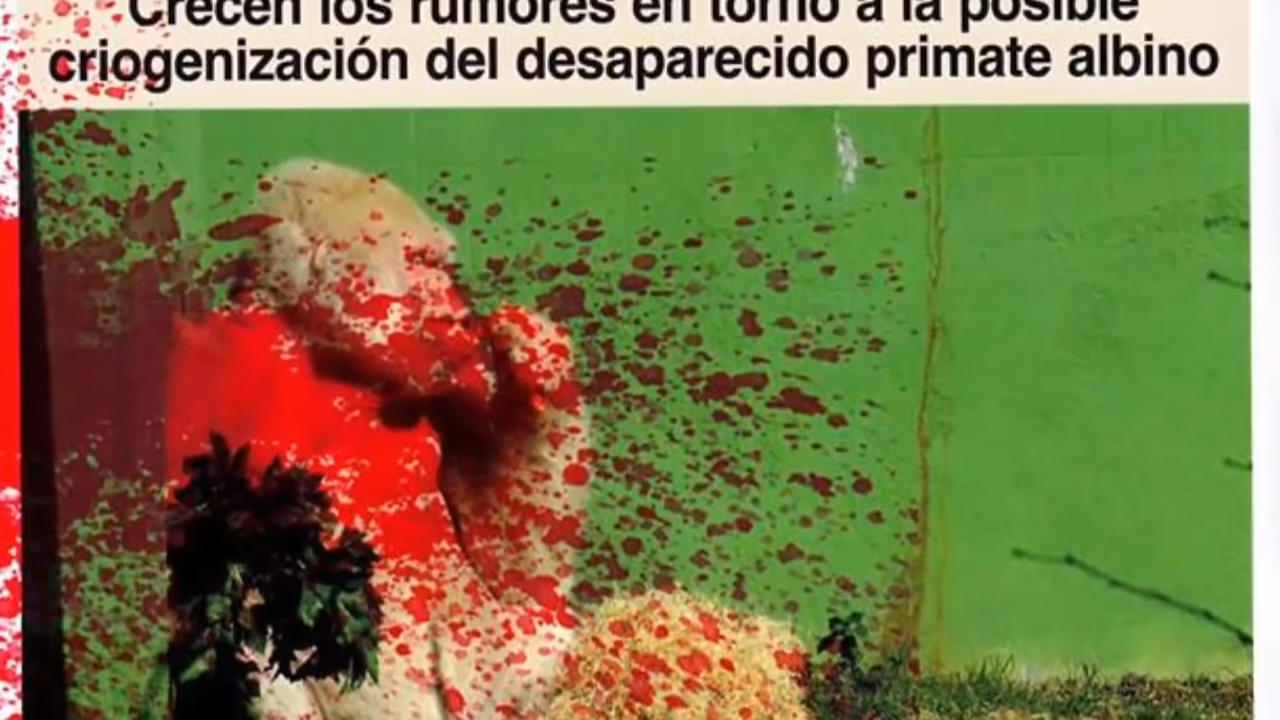 Crecen los rumores en torno a la posible
criogenización del desaparecido primate albino